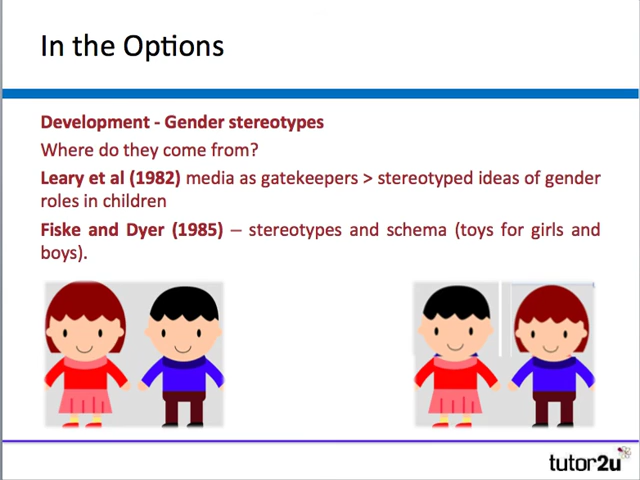 In the Options
Development - Gender stereotypes
Where do they come from?
Leary et al (1982) media as gatekeepers > stereotyped ideas of gender
roles in children
Fiske and Dyer (1985) – stereotypes and schema (toys for girls and
boys).
tutor2u